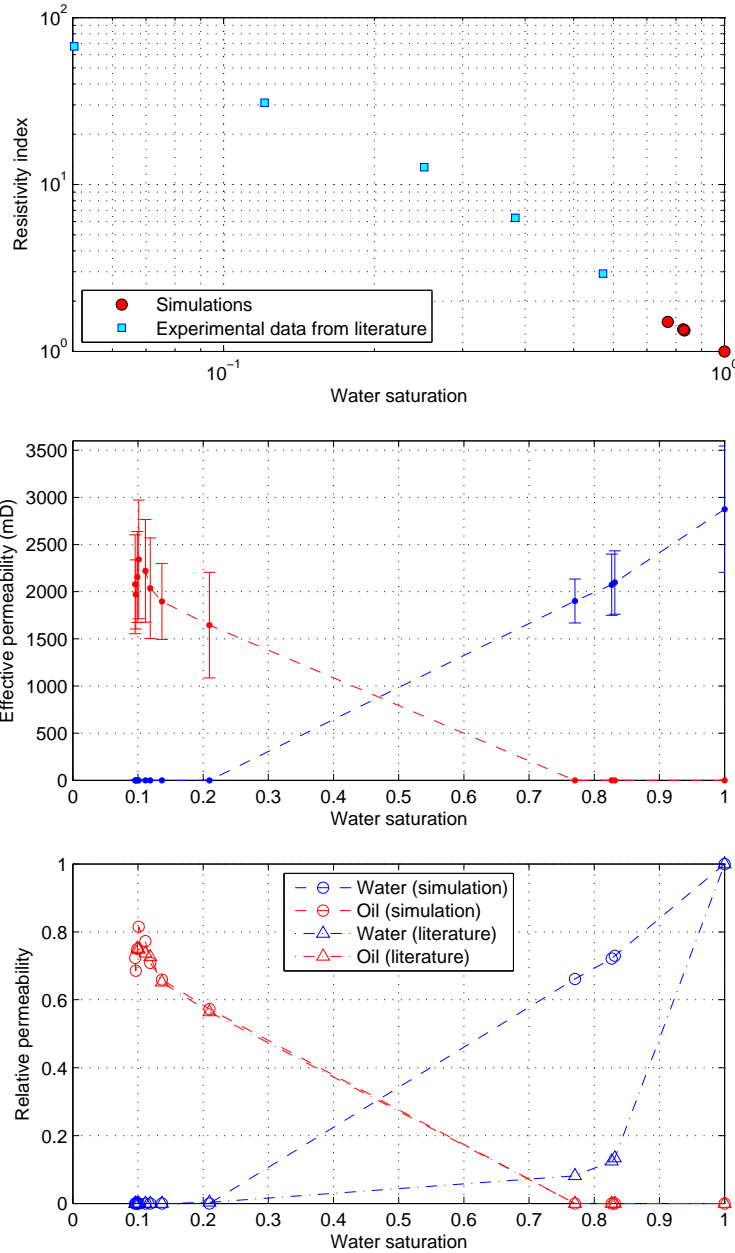 10^2
10^1
10^0
Resistivity index
Simulations
Experimental data from literature
10^−1
10^0
Water saturation
3500
3000
2500
2000
1500
1000
500
0
Effective permeability (mD)
0 0.1 0.2 0.3 0.4 0.5 0.6 0.7 0.8 0.9 1
Water saturation
1
0.8
0.6
0.4
0.2
0
Relative permeability
Water (simulation)
Oil (simulation)
Water (literature)
Oil (literature)
0 0.1 0.2 0.3 0.4 0.5 0.6 0.7 0.8 0.9 1
Water saturation